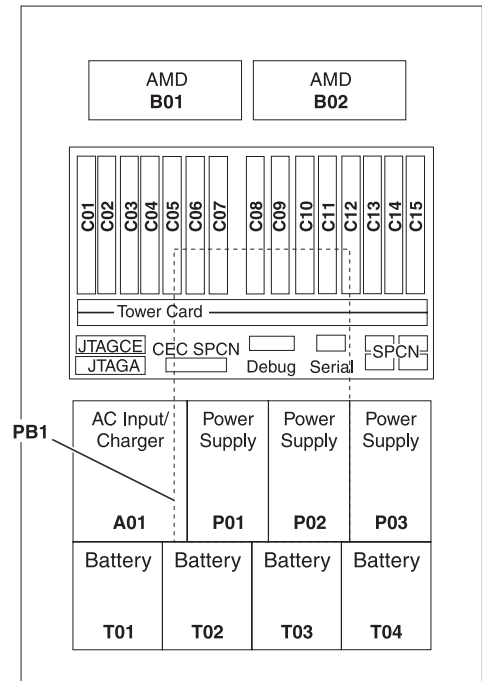 AMD
B01
AMD
B02
C01
C02
C03
C04
C05
C06
C07
C08
C09
C10
C11
C12
C13
C14
C15
Tower Card
JTAGCE
JTAGA
CEC SPCN
Debug
Serial
SPCN
PB1
AC Input/
Charger
A01
Power
Supply
P01
Power
Supply
P02
Power
Supply
P03
Battery
T01
Battery
T02
Battery
T03
Battery
T04